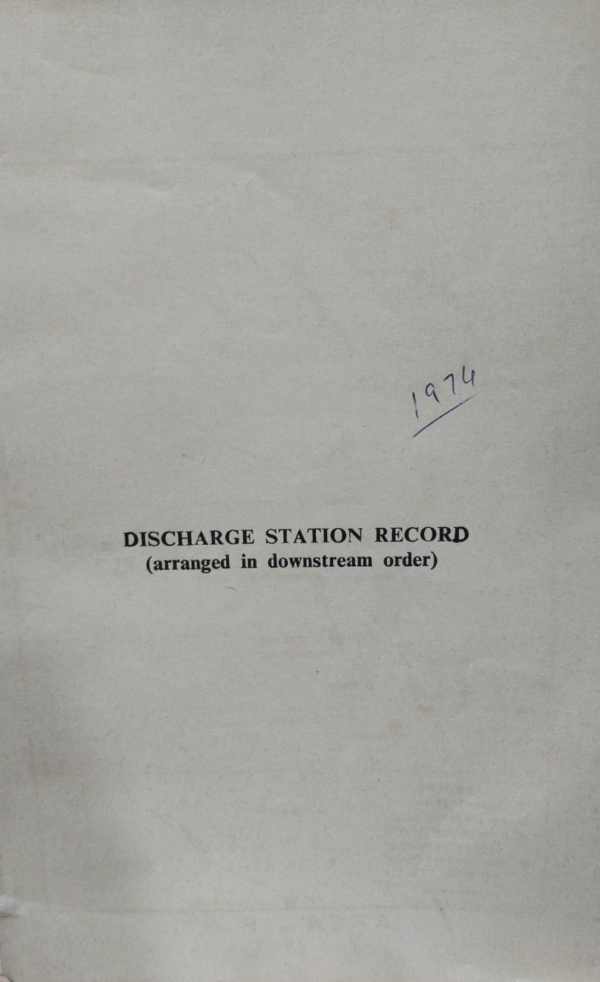 1974
DISCHARGE STATION RECORD
(arranged in downstream order)